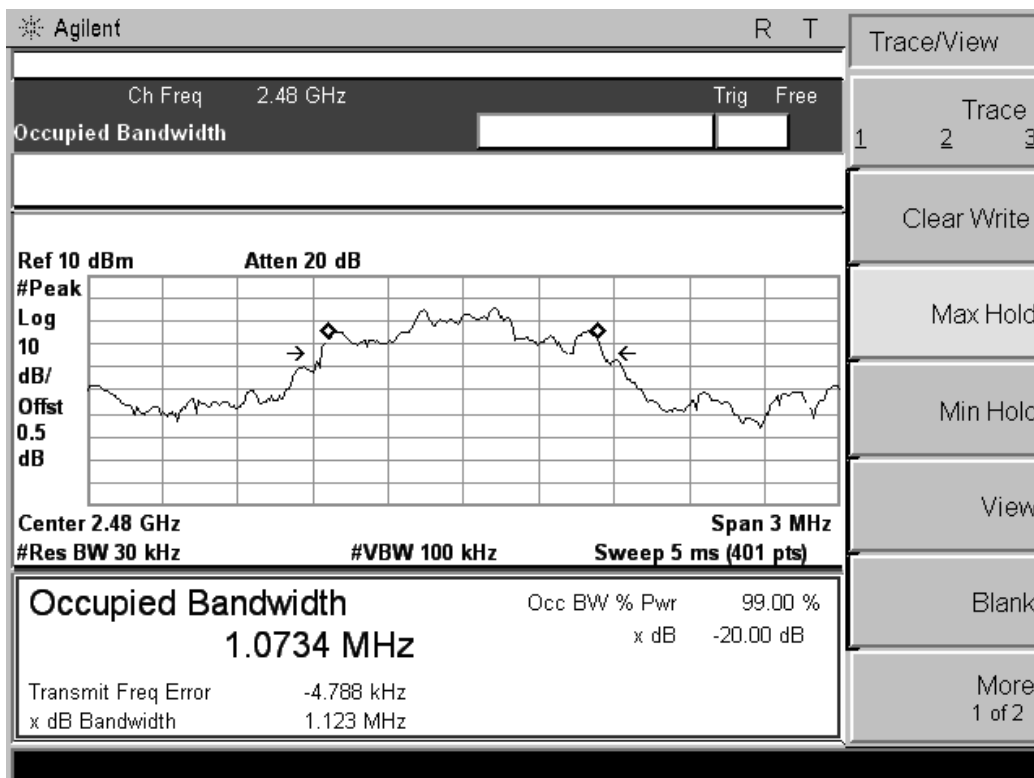 Agilent
R T
Trace/View
Ch Freq 2.48 GHz
Trig Free
Occupied Bandwidth
Trace
1 2 3
Clear Write
Max Hold
Min Hold
View
Blank
More
1 of 2
Ref 10 dBm
Atten 20 dB
#Peak
Log
10
dB/
Offst
0.5
dB
Center 2.48 GHz
Span 3 MHz
#Res BW 30 kHz
#VBW 100 kHz
Sweep 5 ms (401 pts)
Occupied Bandwidth
1.0734 MHz
Occ BW % Pwr 99.00 %
x dB -20.00 dB
Transmit Freq Error -4.788 kHz
x dB Bandwidth 1.123 MHz